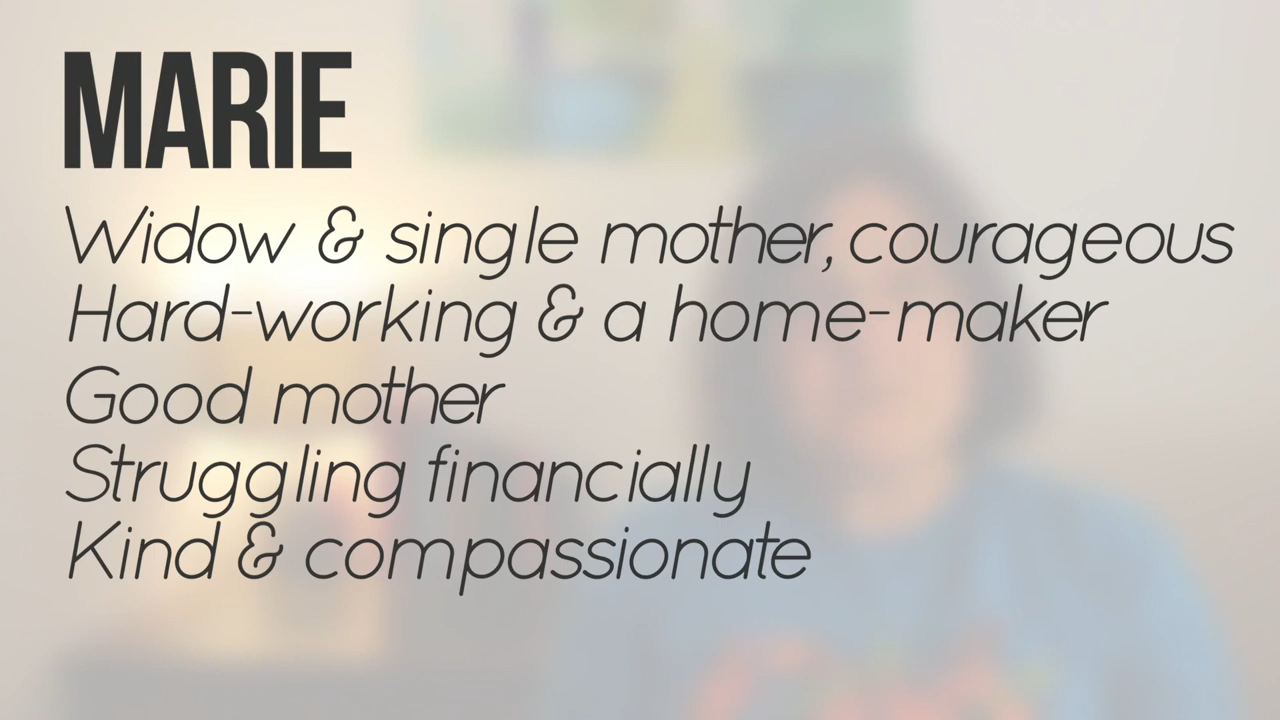 MARIE
Widow & single mother, courageous
Hard-working & a home-maker
Good mother
Struggling financially
Kind & compassionate